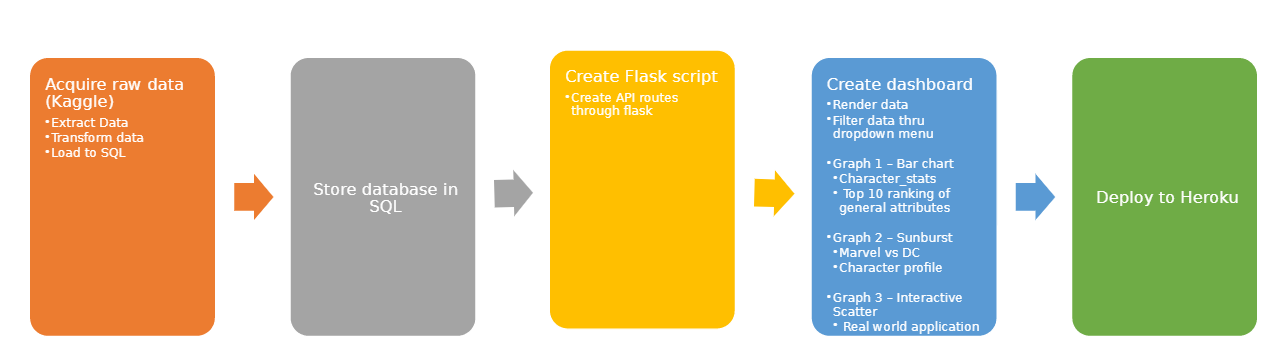 Acquire raw data
(Kaggle)
•Extract Data
•Transform data
•Load to SQL
Store database in
SQL
Create Flask script
•Create API routes
through flask
Create dashboard
•Render data
•Filter data thru
dropdown menu
•Graph 1 – Bar chart
•Character_stats
• Top 10 ranking of
general attributes
•Graph 2 – Sunburst
•Marvel vs DC
•Character profile
•Graph 3 – Interactive
Scatter
• Real world application
Deploy to Heroku